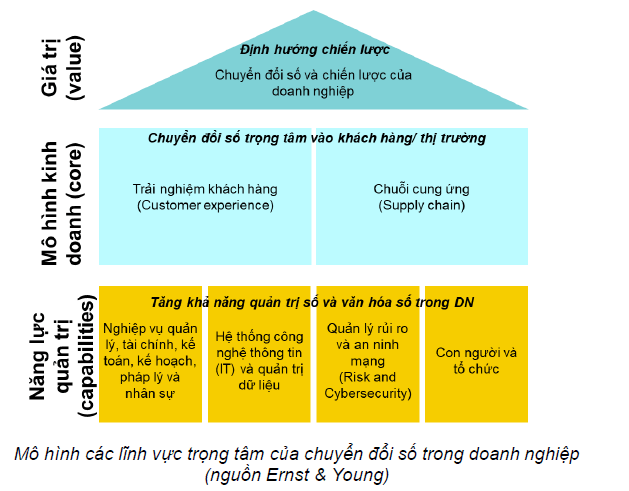 Giá trị
(value)
Định hướng chiến lược
Chuyển đổi số và chiến lược của
doanh nghiệp
Mô hình kinh
doanh (core)
Chuyển đổi số trọng tâm vào khách hàng/ thị trường
Trải nghiệm khách hàng
(Customer experience)
Chuỗi cung ứng
(Supply chain)
Năng lực
quản trị
(capabilities)
Tăng khả năng quản trị số và văn hóa số trong DN
Nghiệp vụ quản
lý, tài chính, kế
toán, kế hoạch,
pháp lý và
nhân sự
Hệ thống công
nghệ thông tin
(IT) và quản trị
dữ liệu
Quản lý rủi ro
và an ninh
mạng
(Risk and
Cybersecurity)
Con người và
tổ chức
Mô hình các lĩnh vực trọng tâm của chuyển đổi số trong doanh nghiệp
(nguồn Ernst & Young)